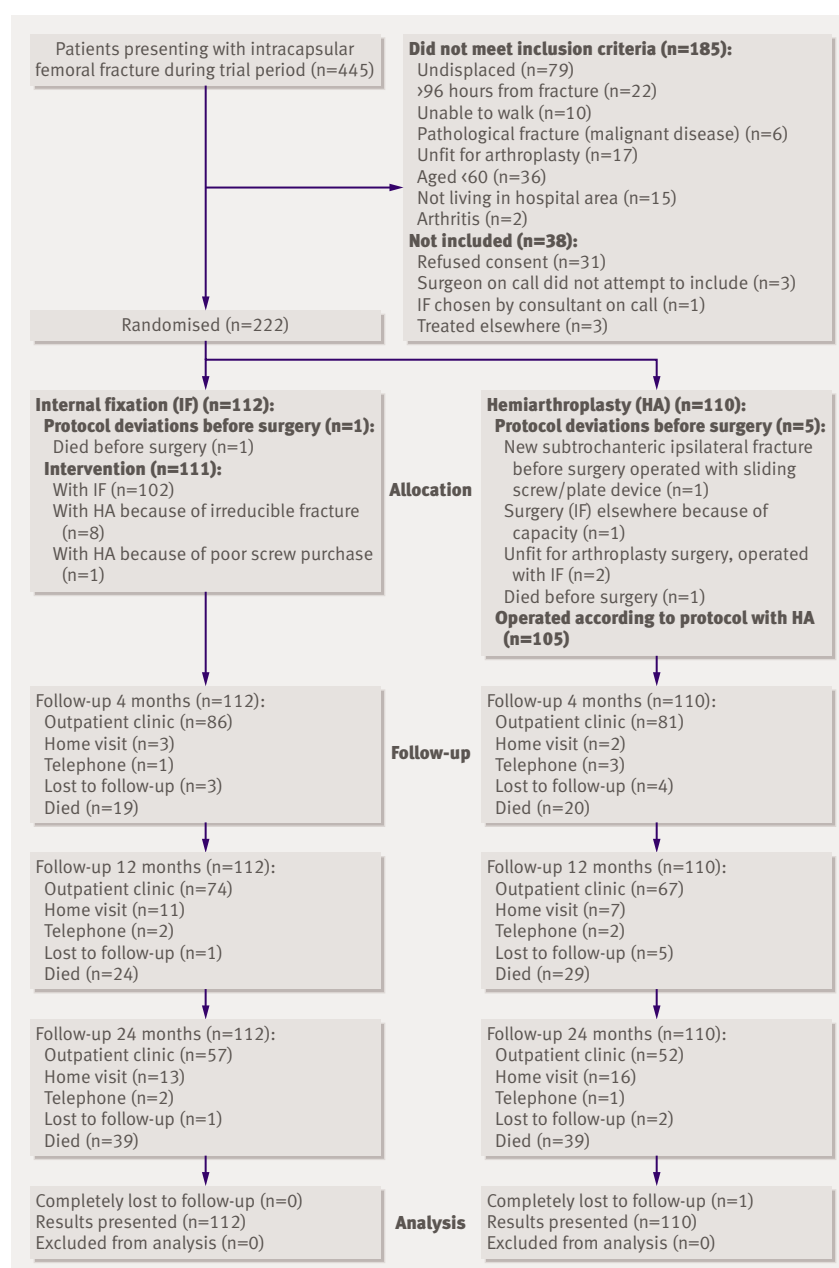 Patients presenting with intracapsular
femoral fracture during trial period (n=445)
Did not meet inclusion criteria (n=185):
Undisplaced (n=79)
>96 hours from fracture (n=22)
Unable to walk (n=10)
Pathological fracture (malignant disease) (n=6)
Unfit for arthroplasty (n=17)
Aged <60 (n=36)
Not living in hospital area (n=15)
Arthritis (n=2)
Not included (n=38):
Refused consent (n=31)
Surgeon on call did not attempt to include (n=3)
IF chosen by consultant on call (n=1)
Treated elsewhere (n=3)
Randomised (n=222)
Internal fixation (IF) (n=112):
Protocol deviations before surgery (n=1):
Died before surgery (n=1)
Intervention (n=111):
With IF (n=102)
With HA because of irreducible fracture
(n=8)
With HA because of poor screw purchase
(n=1)
Allocation
Hemiarthroplasty (HA) (n=110):
Protocol deviations before surgery (n=5):
New subtrochanteric ipsilateral fracture
before surgery operated with sliding
screw/plate device (n=1)
Surgery (IF) elsewhere because of
capacity (n=1)
Unfit for arthroplasty surgery, operated
with IF (n=2)
Died before surgery (n=1)
Operated according to protocol with HA
(n=105)
Follow-up 4 months (n=112):
Outpatient clinic (n=86)
Home visit (n=3)
Telephone (n=1)
Lost to follow-up (n=3)
Died (n=19)
Follow-up
Follow-up 4 months (n=110):
Outpatient clinic (n=81)
Home visit (n=2)
Telephone (n=3)
Lost to follow-up (n=4)
Died (n=20)
Follow-up 12 months (n=112):
Outpatient clinic (n=74)
Home visit (n=11)
Telephone (n=2)
Lost to follow-up (n=1)
Died (n=24)
Follow-up 12 months (n=110):
Outpatient clinic (n=67)
Home visit (n=7)
Telephone (n=2)
Lost to follow-up (n=5)
Died (n=29)
Follow-up 24 months (n=112):
Outpatient clinic (n=57)
Home visit (n=13)
Telephone (n=2)
Lost to follow-up (n=1)
Died (n=39)
Follow-up 24 months (n=110):
Outpatient clinic (n=52)
Home visit (n=16)
Telephone (n=1)
Lost to follow-up (n=2)
Died (n=39)
Completely lost to follow-up (n=0)
Results presented (n=112)
Excluded from analysis (n=0)
Analysis
Completely lost to follow-up (n=1)
Results presented (n=110)
Excluded from analysis (n=0)